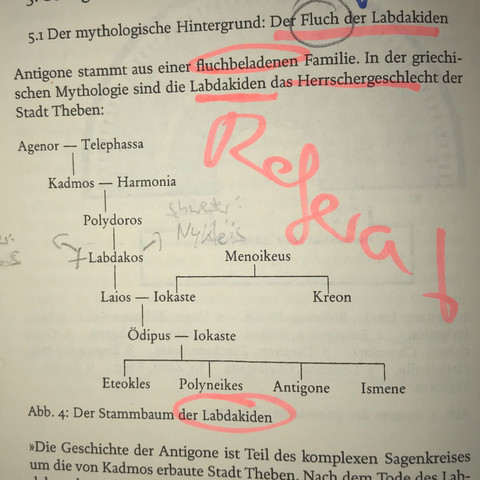 5.1 Der mythologische Hintergrund: Der Fluch der Labdakiden
Antigone stammt aus einer fluchbeladenen Familie. In der griechi-
schen Mythologie sind die Labdakiden das Herrschergeschlecht der
Stadt Theben:
Referat
Agenor — Telephassa
Kadmos — Harmonia
Polydoros
Nykteis
Labdakos
Menoikeus
Laios — Iokaste
Kreon
Ödipus — Iokaste
Eteokles Polyneikes Antigone Ismene
Abb. 4: Der Stammbaum der Labdakiden
»Die Geschichte der Antigone ist Teil des komplexen Sagenkreises
um die von Kadmos erbaute Stadt Theben. Nach dem Tode des Lab-